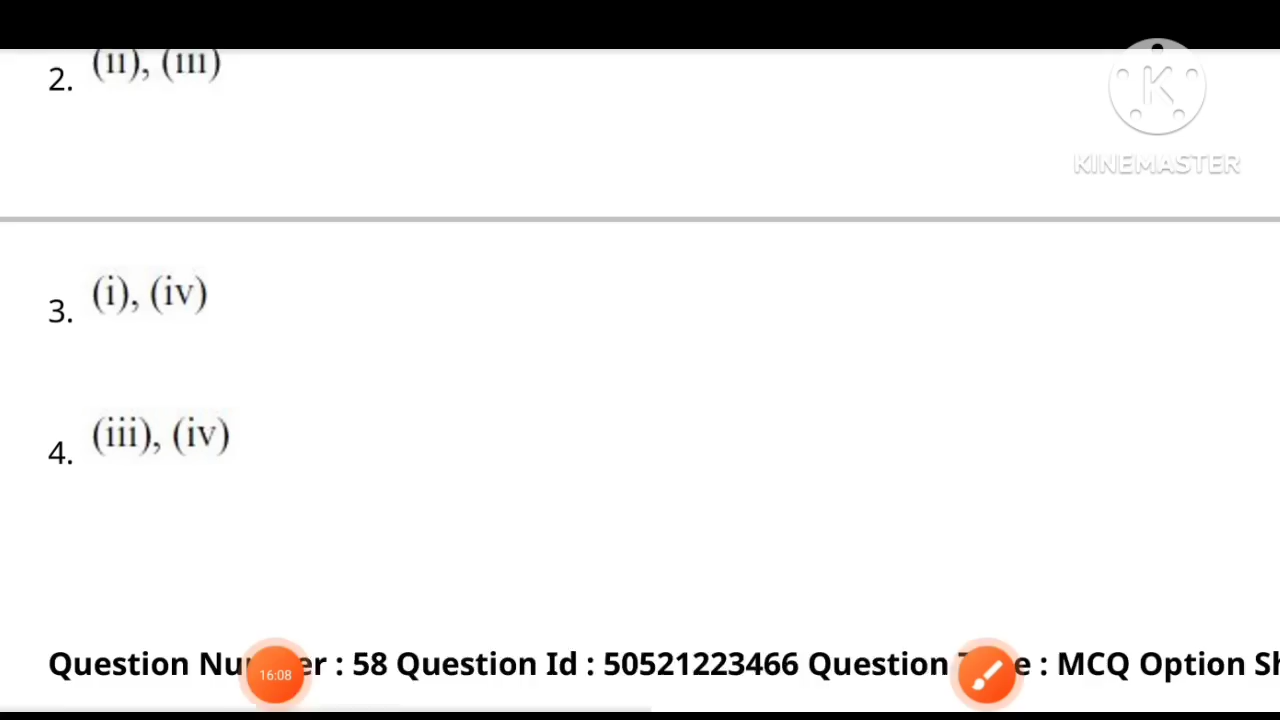 2. (ii), (iii)
K
KINEMASTER
3. (i), (iv)
4. (iii), (iv)
Question Nu er : 58 Question Id : 50521223466 Question e : MCQ Option Sh
16:08